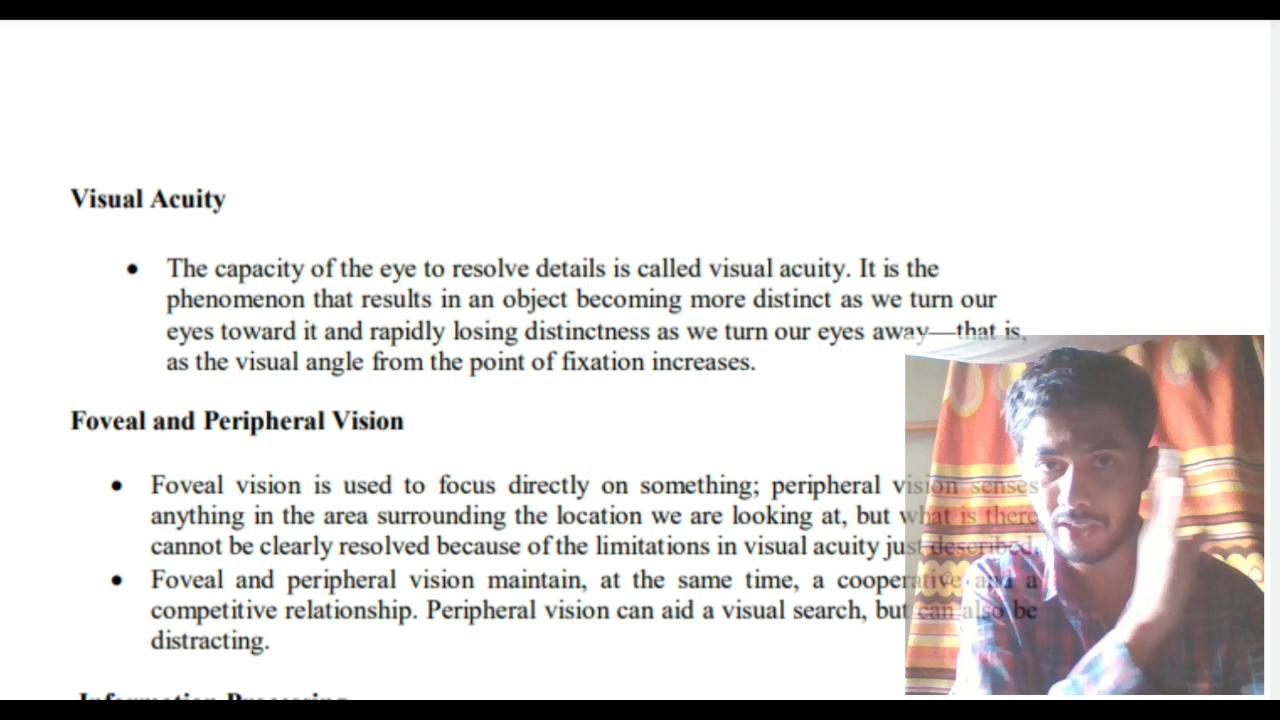 Visual Acuity
• The capacity of the eye to resolve details is called visual acuity. It is the
phenomenon that results in an object becoming more distinct as we turn our
eyes toward it and rapidly losing distinctness as we turn our eyes away—that is,
as the visual angle from the point of fixation increases.
Foveal and Peripheral Vision
• Foveal vision is used to focus directly on something; peripheral vision senses
anything in the area surrounding the location we are looking at, but what is there
cannot be clearly resolved because of the limitations in visual acuity just described.
• Foveal and peripheral vision maintain, at the same time, a cooperative and a
competitive relationship. Peripheral vision can aid a visual search, but can also be
distracting.
Information Processing